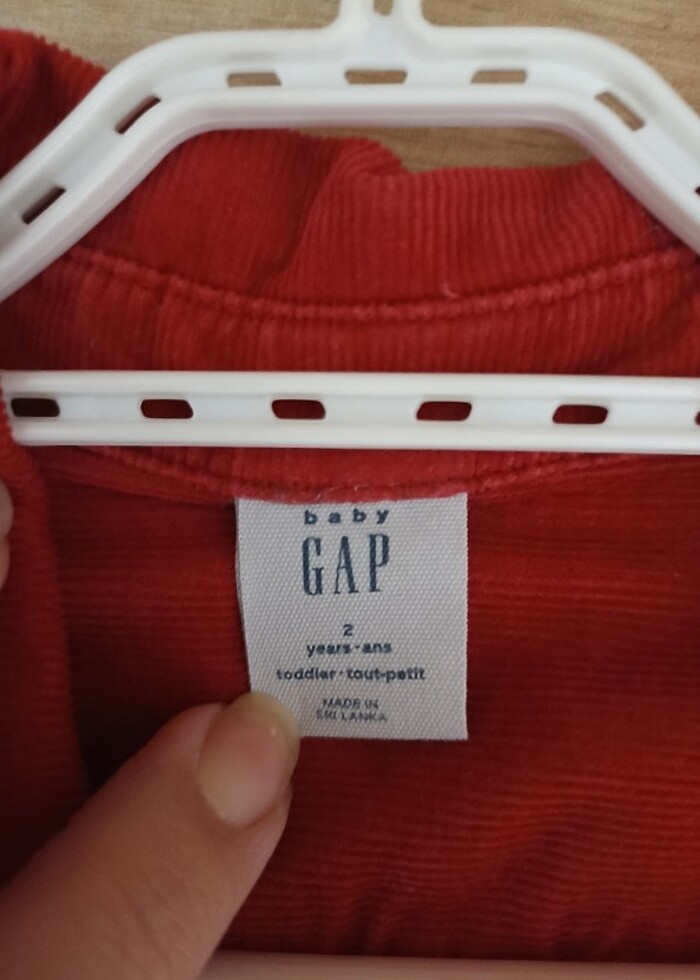 baby
GAP
2
years·ans
toddler·tout-petit
MADE IN
SRI LANKA